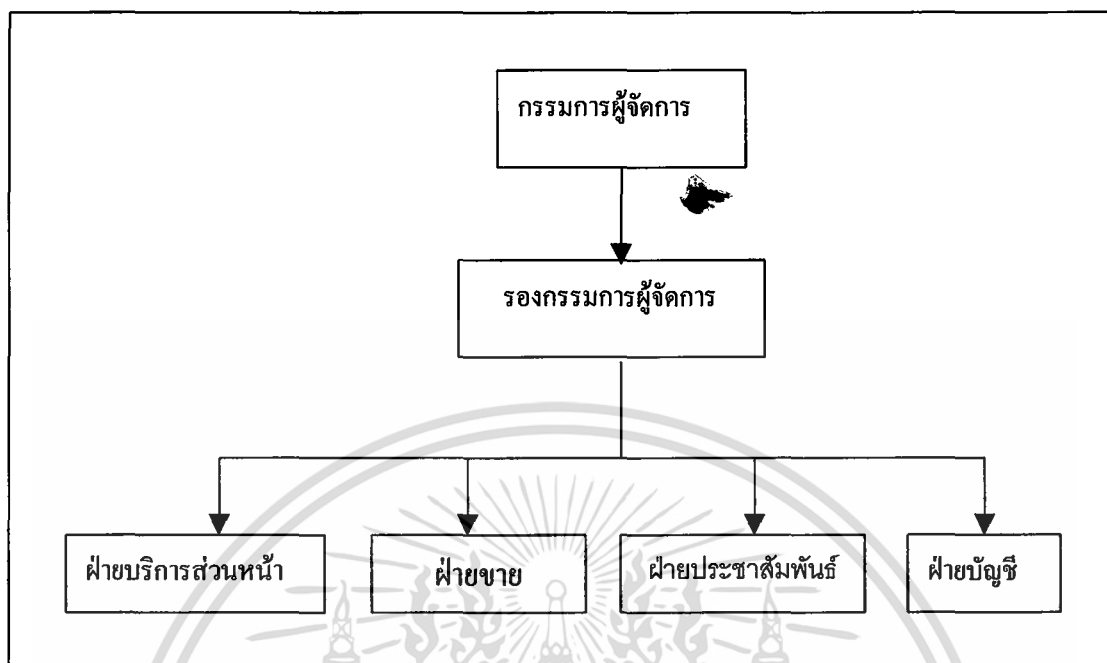 กรรมการผู้จัดการ
รองกรรมการผู้จัดการ
ฝ่ายบริการส่วนหน้า
ฝ่ายขาย
ฝ่ายประชาสัมพันธ์
ฝ่ายบัญชี